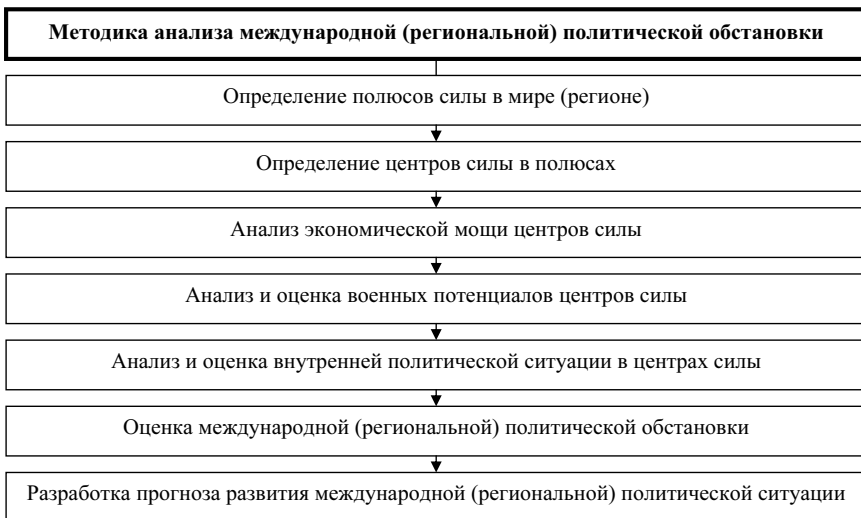 Методика анализа международной (региональной) политической обстановки
Определение полюсов силы в мире (регионе)
Определение центров силы в полюсах
Анализ экономической мощи центров силы
Анализ и оценка военных потенциалов центров силы
Анализ и оценка внутренней политической ситуации в центрах силы
Оценка международной (региональной) политической обстановки
Разработка прогноза развития международной (региональной) политической ситуации